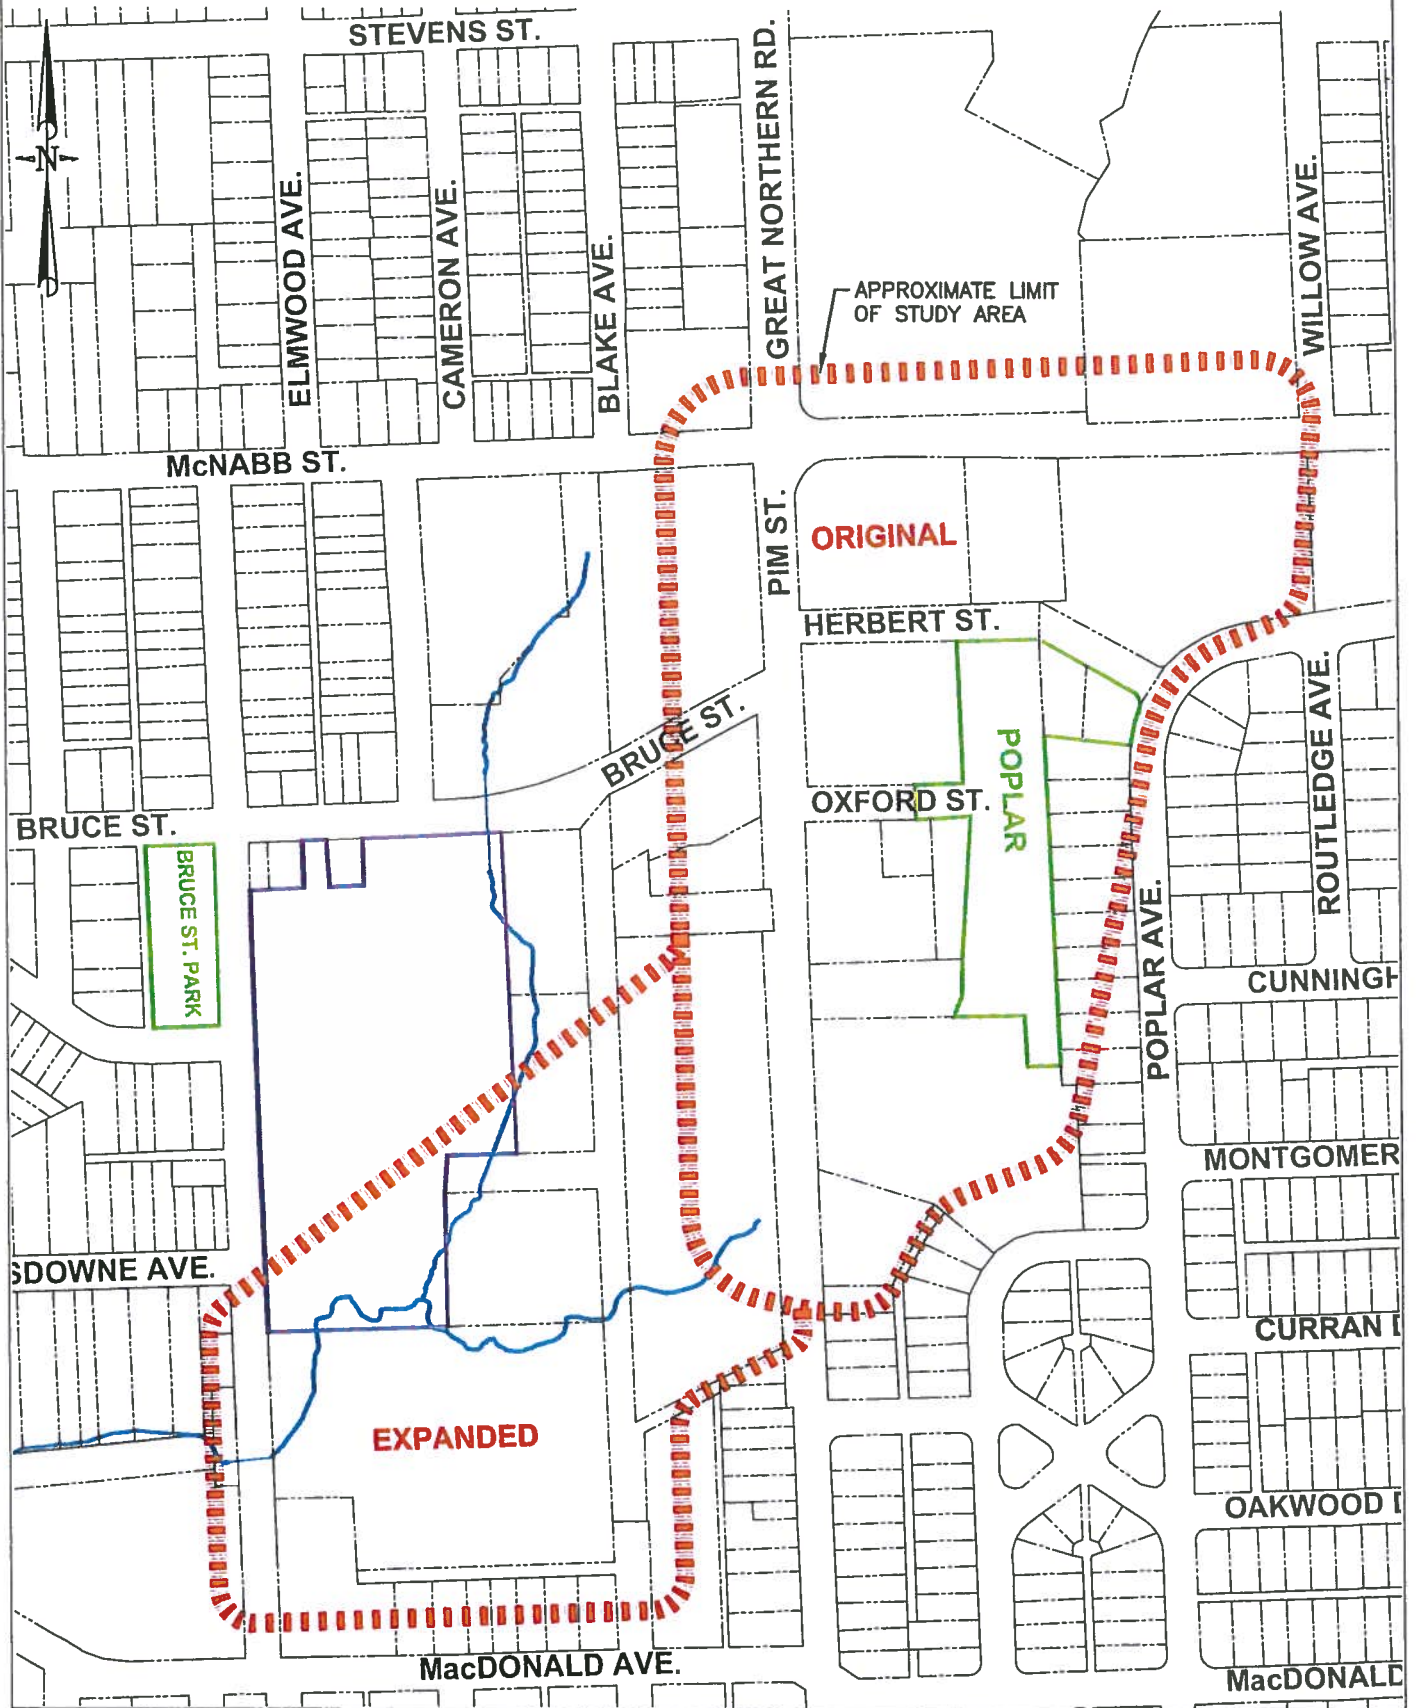 STEVENS ST.
N
GREAT NORTHERN RD.
ELMWOOD AVE.
CAMERON AVE.
BLAKE AVE.
WILLOW AVE.
APPROXIMATE LIMIT
OF STUDY AREA
McNABB ST.
PIM ST.
ORIGINAL
HERBERT ST.
BRUCE ST.
POPLAR
ROUTLEDGE AVE.
OXFORD ST.
BRUCE ST.
BRUCE ST. PARK
POPLAR AVE.
CUNNINGH
MONTGOMER
SDOWNE AVE.
CURRAN D
EXPANDED
OAKWOOD D
MacDONALD AVE.
MacDONALD